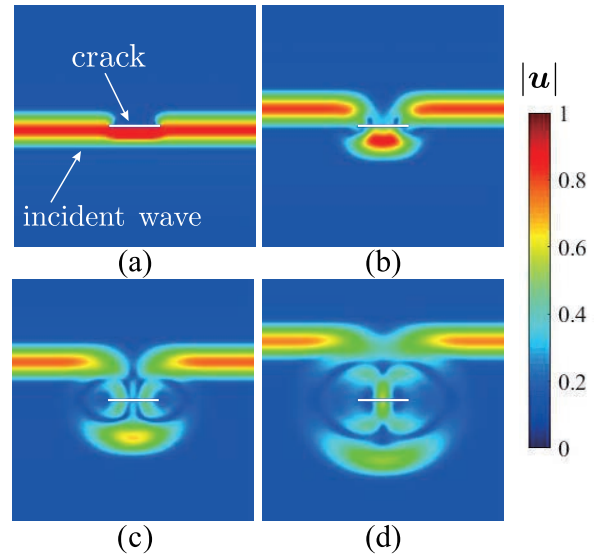 crack
incident wave
(a)
(b)
(c)
(d)
|u|
1
0.8
0.6
0.4
0.2
0